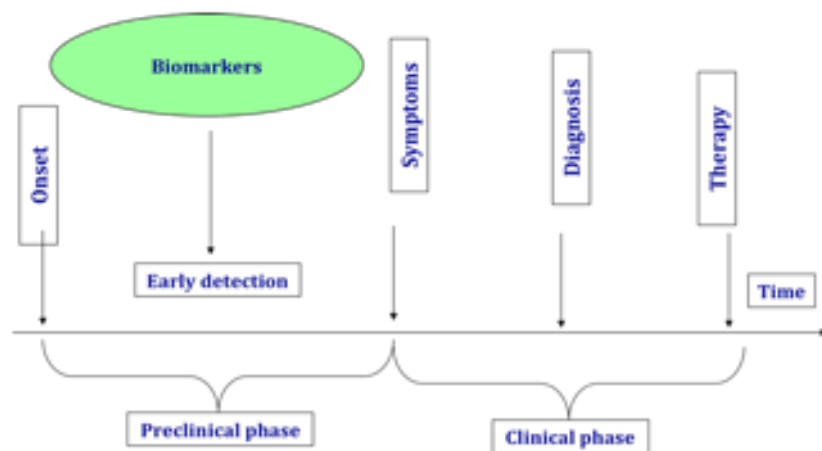 Biomarkers
Onset
Symptoms
Diagnosis
Therapy
Early detection
Time
Preclinical phase
Clinical phase